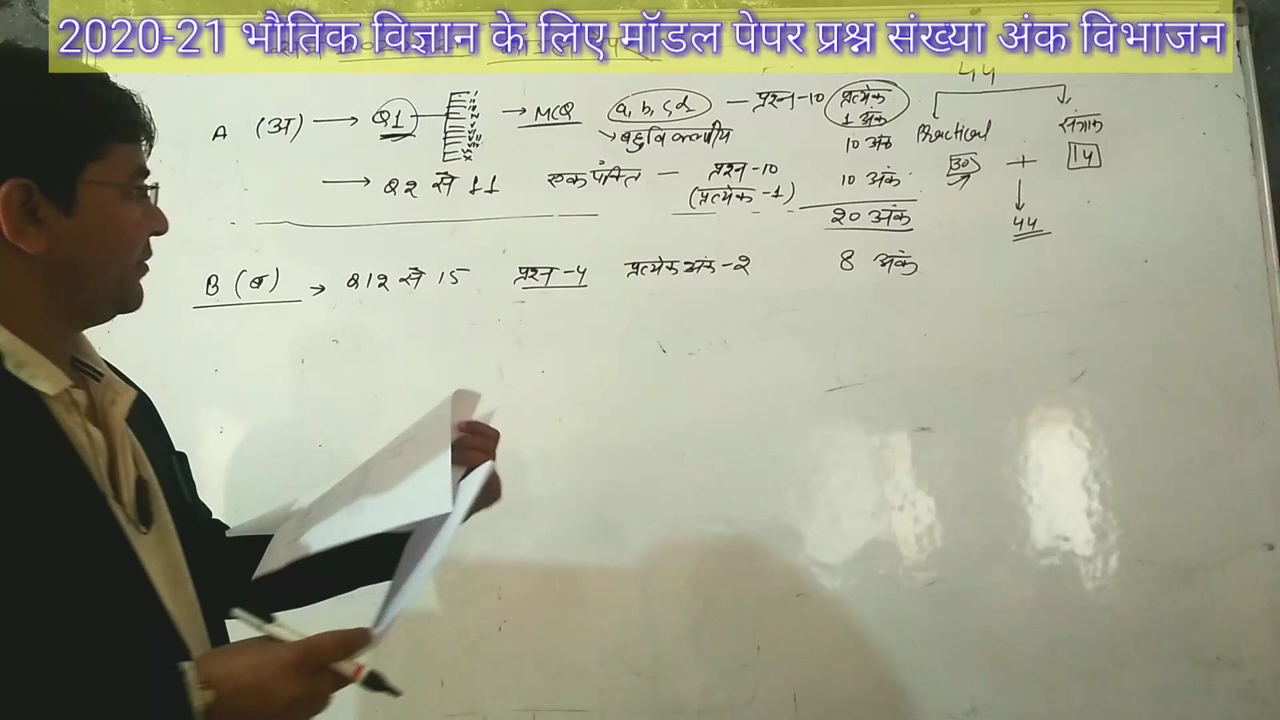 2020-21 भौतिक विज्ञान के लिए मॉडल पेपर प्रश्न संख्या अंक विभाजन
44
A (अ) → Q1 → MCQ a, b, c, d — प्रश्न-10 प्रत्येक 1 अंक
→ बहुविकल्पीय 10 अंक
Practical सत्रांक
30 + 14
44
→ Q2 से 11 एक पंक्ति — प्रश्न-10 10 अंक
(प्रत्येक -1)
20 अंक
B (ब) → Q12 से 15 प्रश्न-4 प्रत्येक अंक-2 8 अंक